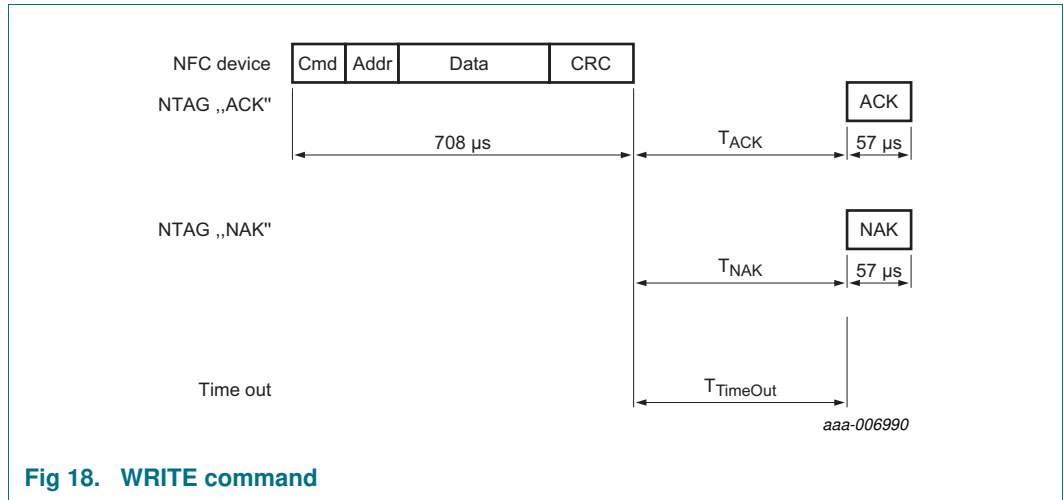 NFC device Cmd Addr Data CRC
NTAG ,,ACK" ACK
708 µs TACK 57 µs
NTAG ,,NAK" NAK
TNAK 57 µs
Time out TTimeOut
aaa-006990
Fig 18. WRITE command